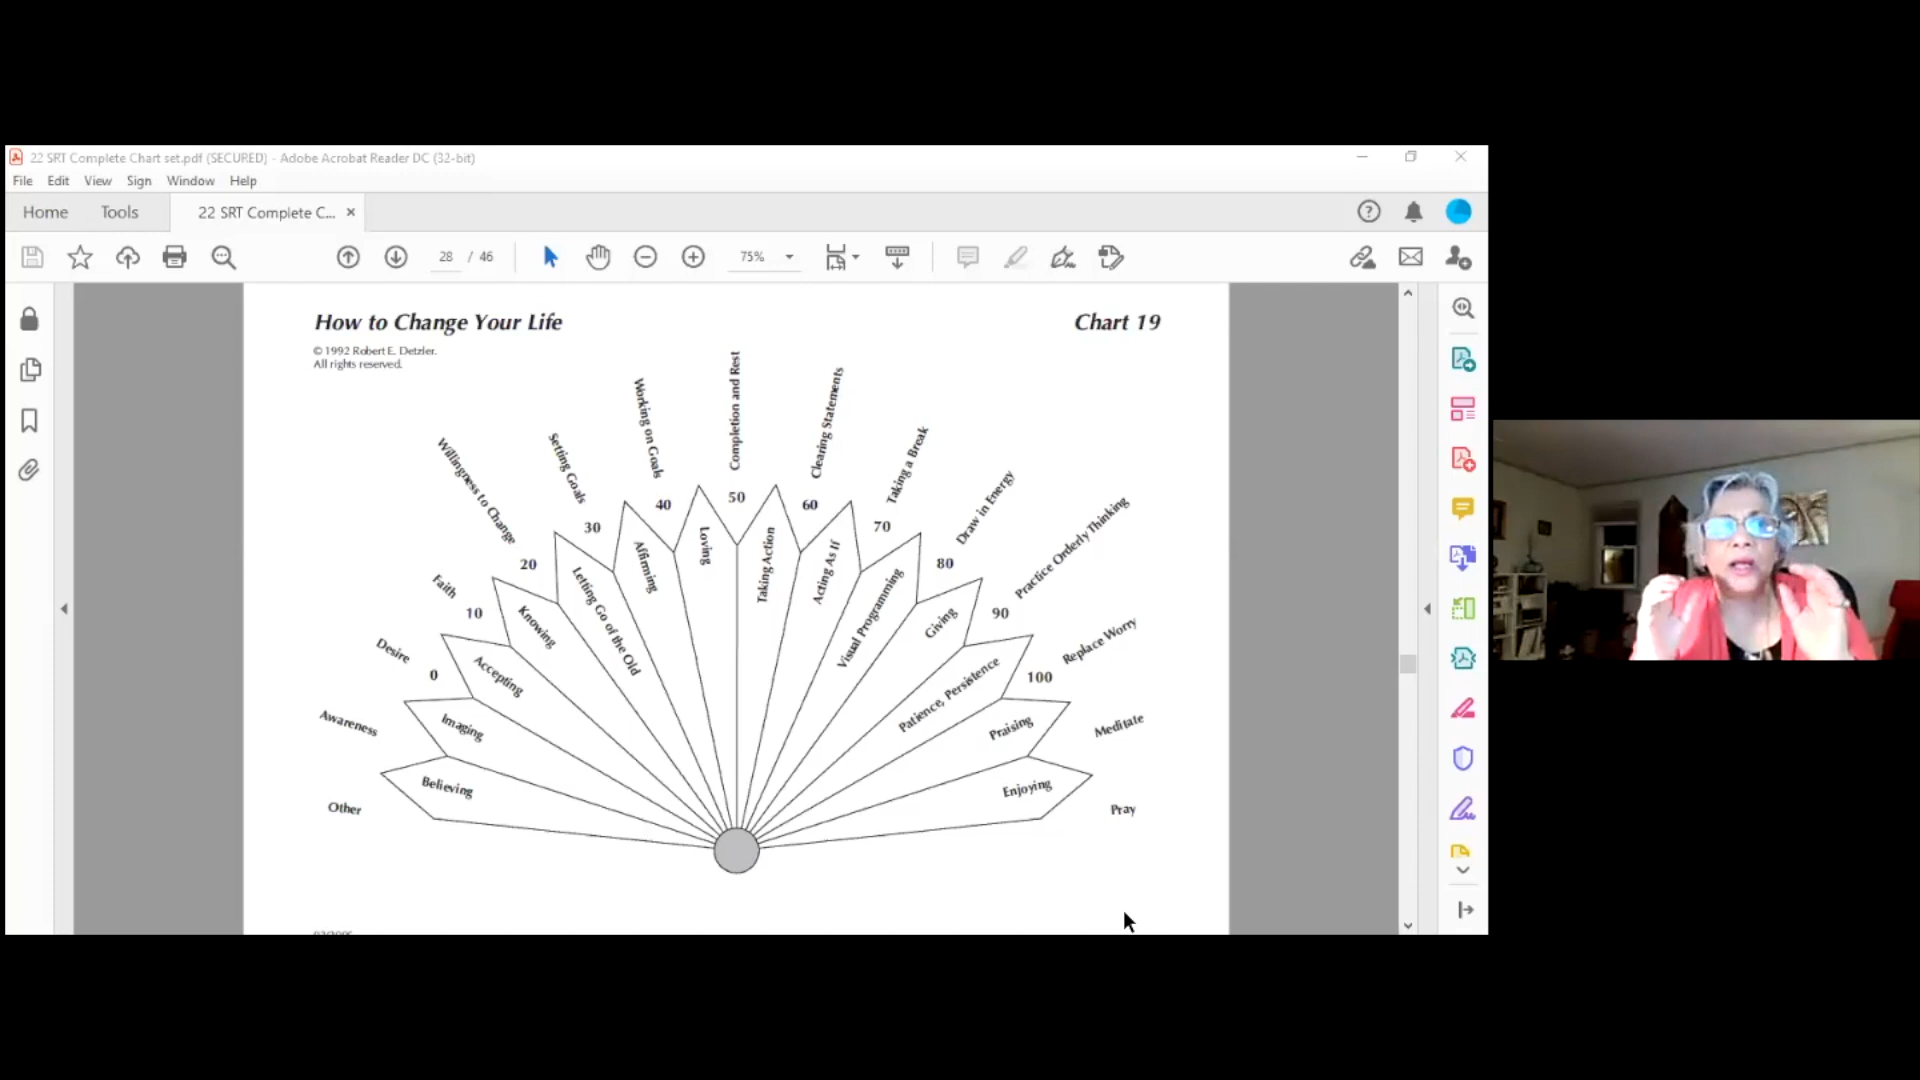 22 SRT Complete Chart set.pdf (SECURED) - Adobe Acrobat Reader DC (32-bit)
File Edit View Sign Window Help
Home Tools 22 SRT Complete C...
28 / 46 75%
How to Change Your Life
Chart 19
© 1992 Robert E. Detzler.
All rights reserved.
Other
Awareness
Desire
Faith
Willingness to Change
Setting Goals
Working on Goals
Completion and Rest
Clearing Statements
Taking a Break
Draw in Energy
Practice Orderly Thinking
Replace Worry
Meditate
Pray
0
10
20
30
40
50
60
70
80
90
100
Believing
Imaging
Accepting
Knowing
Letting Go of the Old
Affirming
Loving
Taking Action
Acting As If
Visual Programming
Giving
Patience, Persistence
Praising
Enjoying